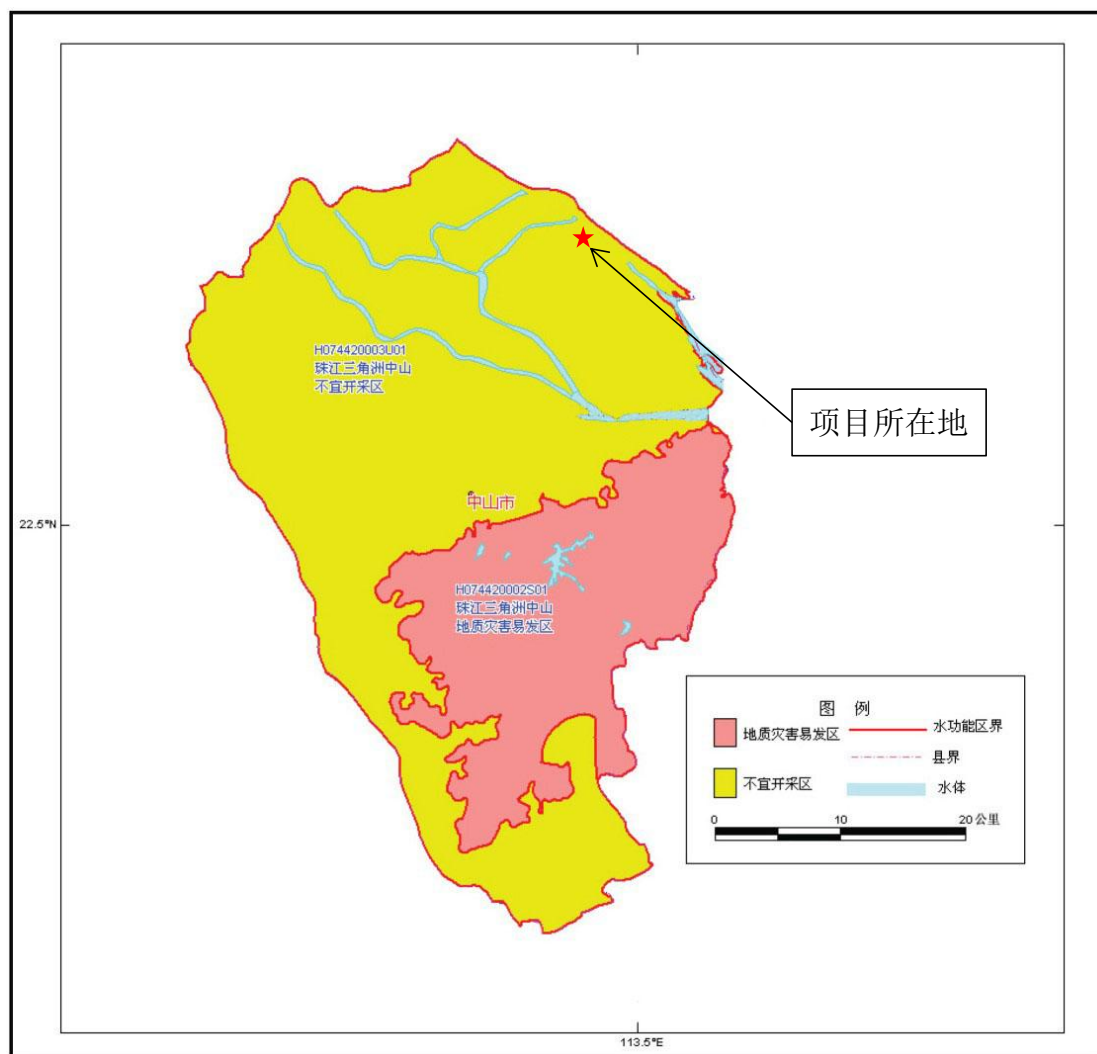 H074420003U01
珠江三角洲中山
不宜开采区
项目所在地
中山市
22.5°N
H074420002S01
珠江三角洲中山
地质灾害易发区
图 例
地质灾害易发区
水功能区界
县界
不宜开采区
水体
0
10
20 公里
113.5°E